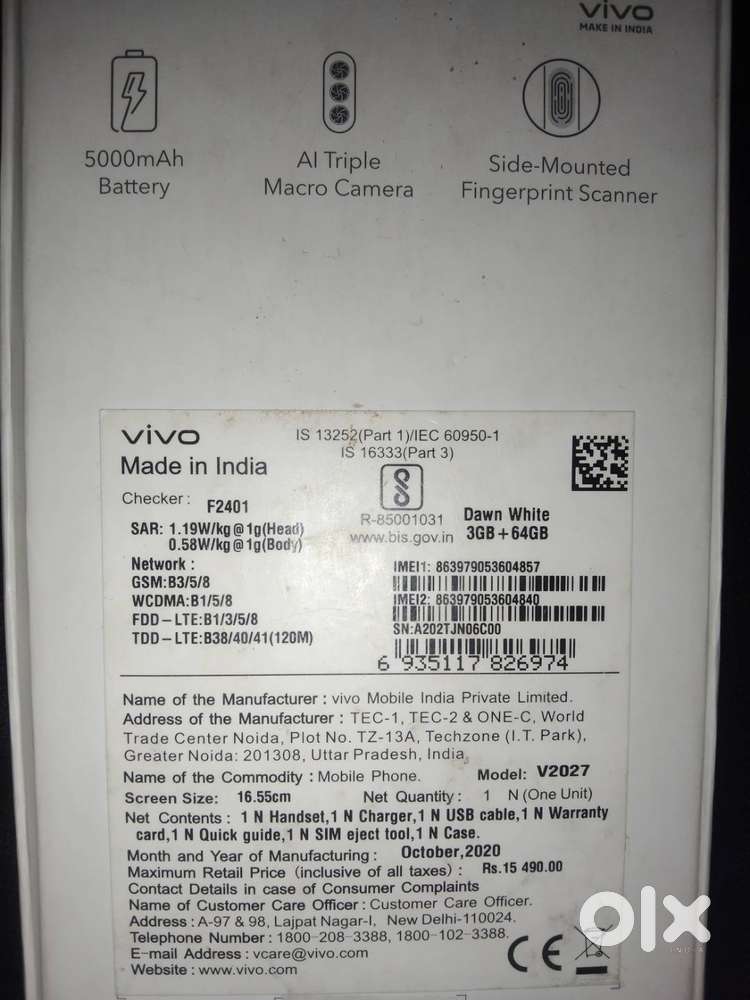 vivo
MAKE IN INDIA
5000mAh
Battery
AI Triple
Macro Camera
Side-Mounted
Fingerprint Scanner
vivo
Made in India
IS 13252(Part 1)/IEC 60950-1
IS 16333(Part 3)
Checker: F2401
SAR: 1.19W/kg@1g(Head)
0.58W/kg@1g(Body)
R-85001031
www.bis.gov.in
Dawn White
3GB+64GB
Network :
GSM:B3/5/8
WCDMA:B1/5/8
FDD-LTE:B1/3/5/8
TDD-LTE:B38/40/41(120M)
IMEI1: 863979053604857
IMEI2: 863979053604840
SN:A202TJN06C00
6 935117 826974
Name of the Manufacturer : vivo Mobile India Private Limited.
Address of the Manufacturer : TEC-1, TEC-2 & ONE-C, World
Trade Center Noida, Plot No. TZ-13A, Techzone (I.T. Park),
Greater Noida: 201308, Uttar Pradesh, India.
Name of the Commodity : Mobile Phone. Model: V2027
Screen Size: 16.55cm Net Quantity : 1 N (One Unit)
Net Contents : 1 N Handset,1 N Charger,1 N USB cable,1 N Warranty
card,1 N Quick guide,1 N SIM eject tool,1 N Case.
Month and Year of Manufacturing : October,2020
Maximum Retail Price (inclusive of all taxes) : Rs.15 490.00
Contact Details in case of Consumer Complaints
Name of Customer Care Officer : Customer Care Officer.
Address : A-97 & 98, Lajpat Nagar-I, New Delhi-110024.
Telephone Number : 1800-208-3388, 1800-102-3388.
E-mail Address : vcare@vivo.com
Website : www.vivo.com
CE
olx
INDIA